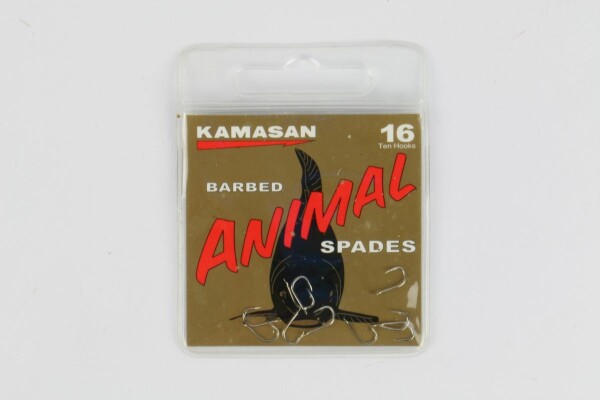 KAMASAN
16
Ten Hooks
BARBED
ANIMAL
SPADES